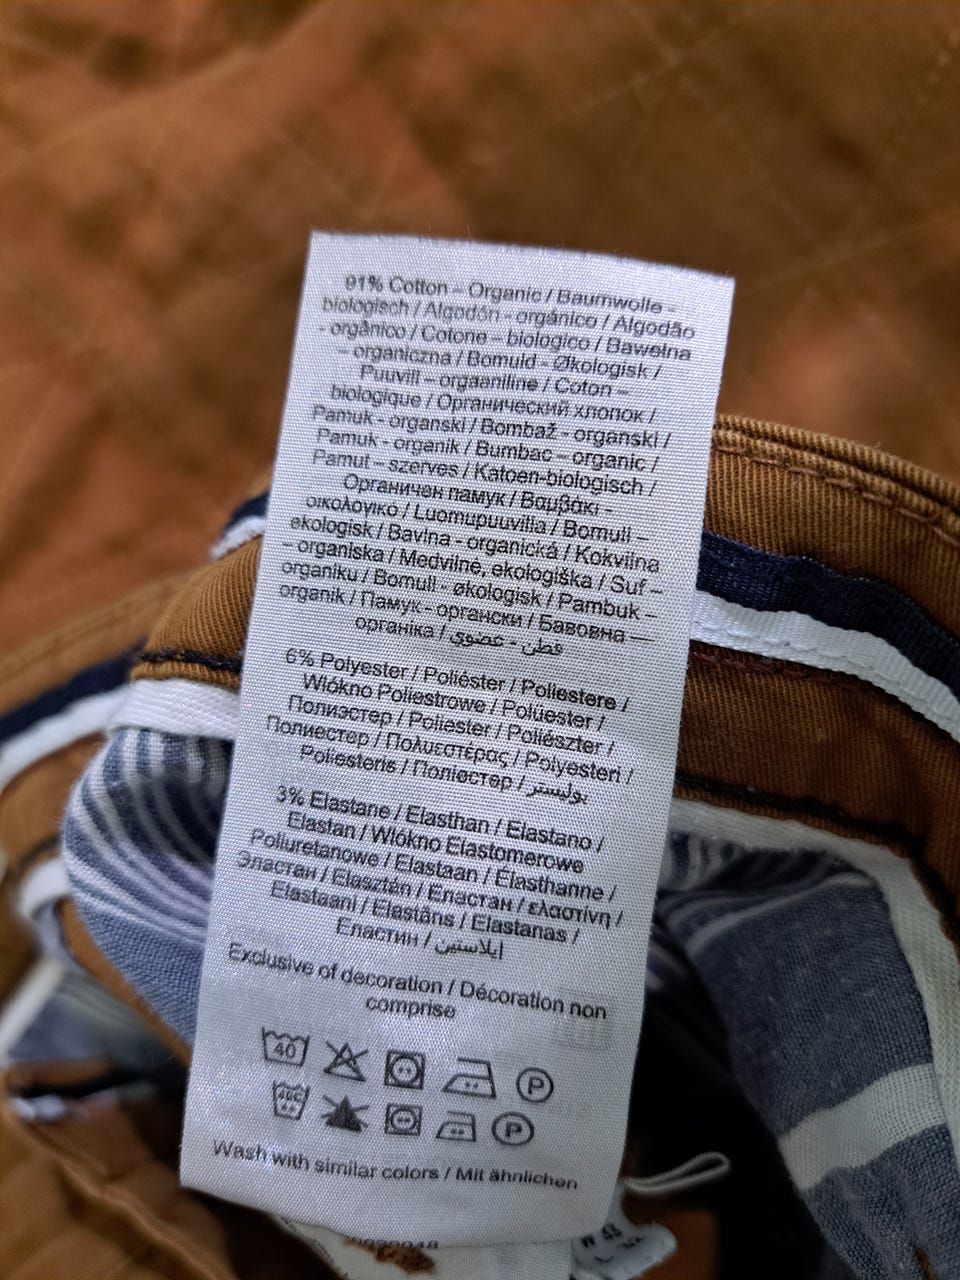 91% Cotton – Organic / Baumwolle -
biologisch / Algodón - orgánico / Algodão
- orgânico / Cotone – biologico / Bawełna
– organiczna / Bomuld - Økologisk /
Puuvill – orgaaniline / Coton –
biologique / Органический хлопок /
Pamuk - organski / Bombaž - organski /
Pamuk - organik / Bumbac – organic /
Pamut – szerves / Katoen-biologisch /
Органичен памук / Βαμβάκι -
οικολογικό / Luomupuuvilla / Bomull –
ekologisk / Bavlna - organická / Kokvilna
– organiska / Medvilnė, ekologiška / Suf –
organiku / Bomull - økologisk / Pambuk –
organik / Памук - органски / Бавовна —
органіка / قطن - عضوي
6% Polyester / Poliéster / Poliestere /
Włókno Poliestrowe / Polüester /
Полиэстер / Poliester / Poliészter /
Полиестер / Πολυεστέρας / Polyesteri /
Poliesteris / Поліестер / بوليستر
3% Elastane / Elasthan / Elastano /
Elastan / Włókno Elastomerowe
Poliuretanowe / Elastaan / Élasthanne /
Эластан / Elasztán / Еластан / ελαστίνη /
Elastaani / Elastāns / Elastanas /
Еластин / إيلاستين
Exclusive of decoration / Décoration non
comprise
40
P
P
Wash with similar colors / Mit ähnlichen